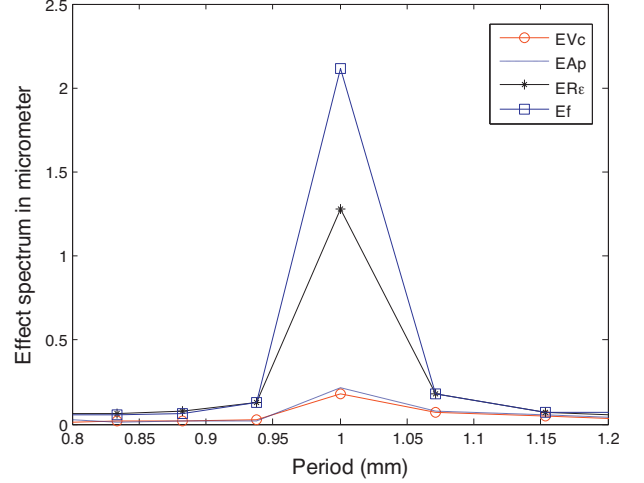 2.5
2
1.5
1
0.5
0
0.8
0.85
0.9
0.95
1
1.05
1.1
1.15
1.2
Effect spectrum in micrometer
Period (mm)
EVc
EAp
ERε
Ef